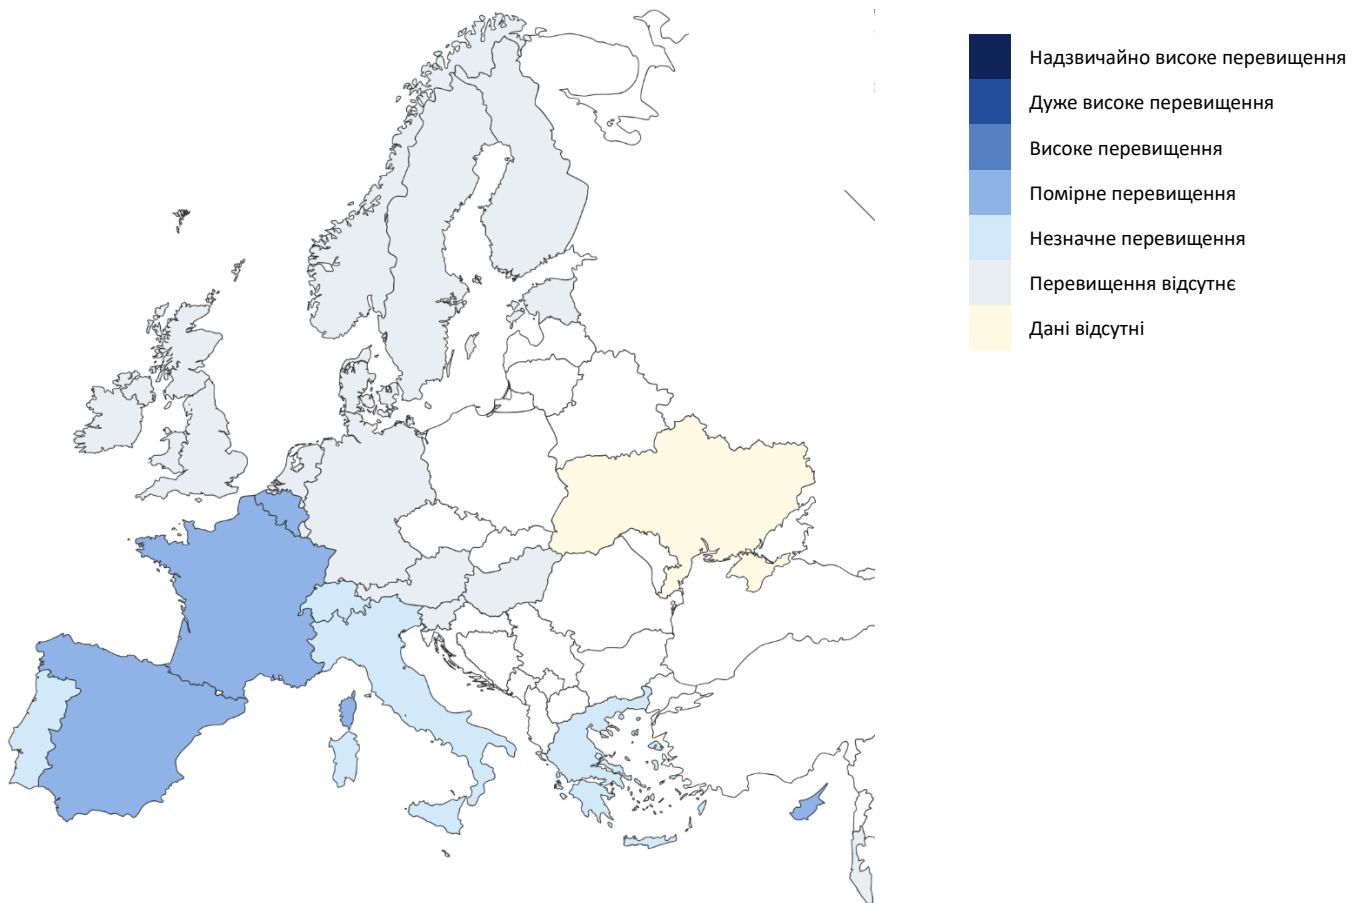 Надзвичайно високе перевищення
Дуже високе перевищення
Високе перевищення
Помірне перевищення
Незначне перевищення
Перевищення відсутнє
Дані відсутні